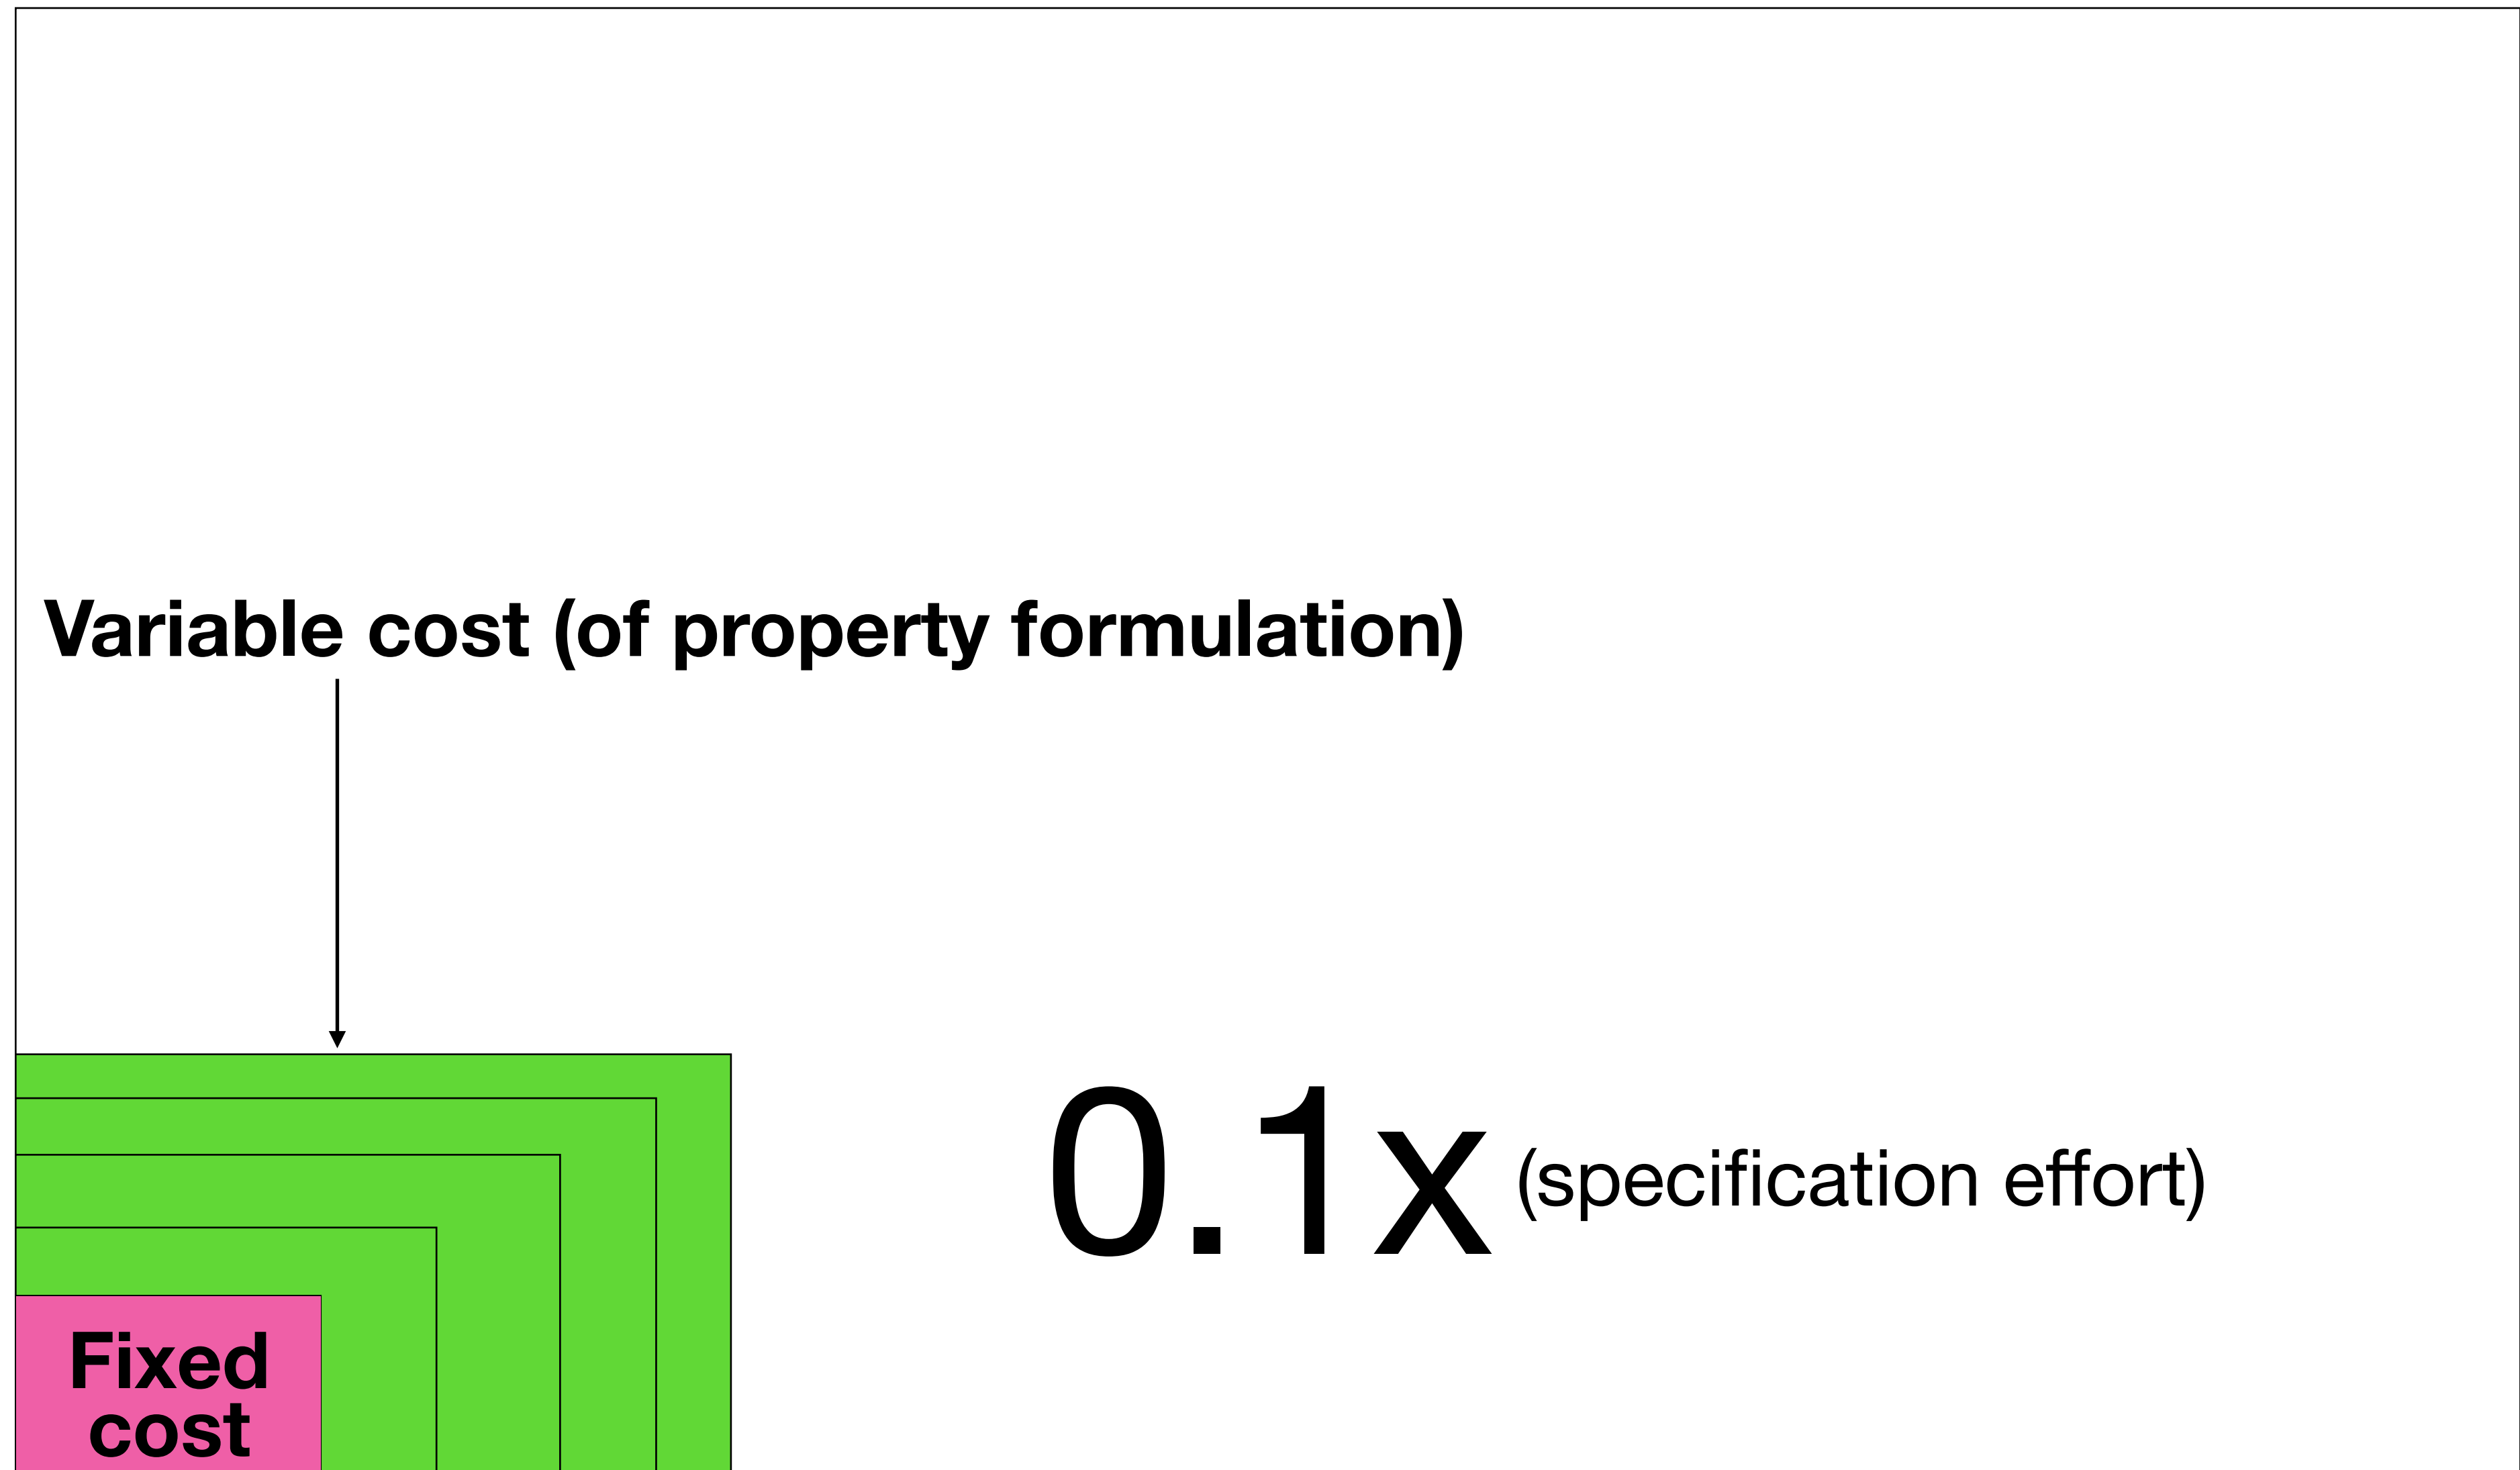 Variable cost (of property formulation)
0.1x (specification effort)
Fixed
cost